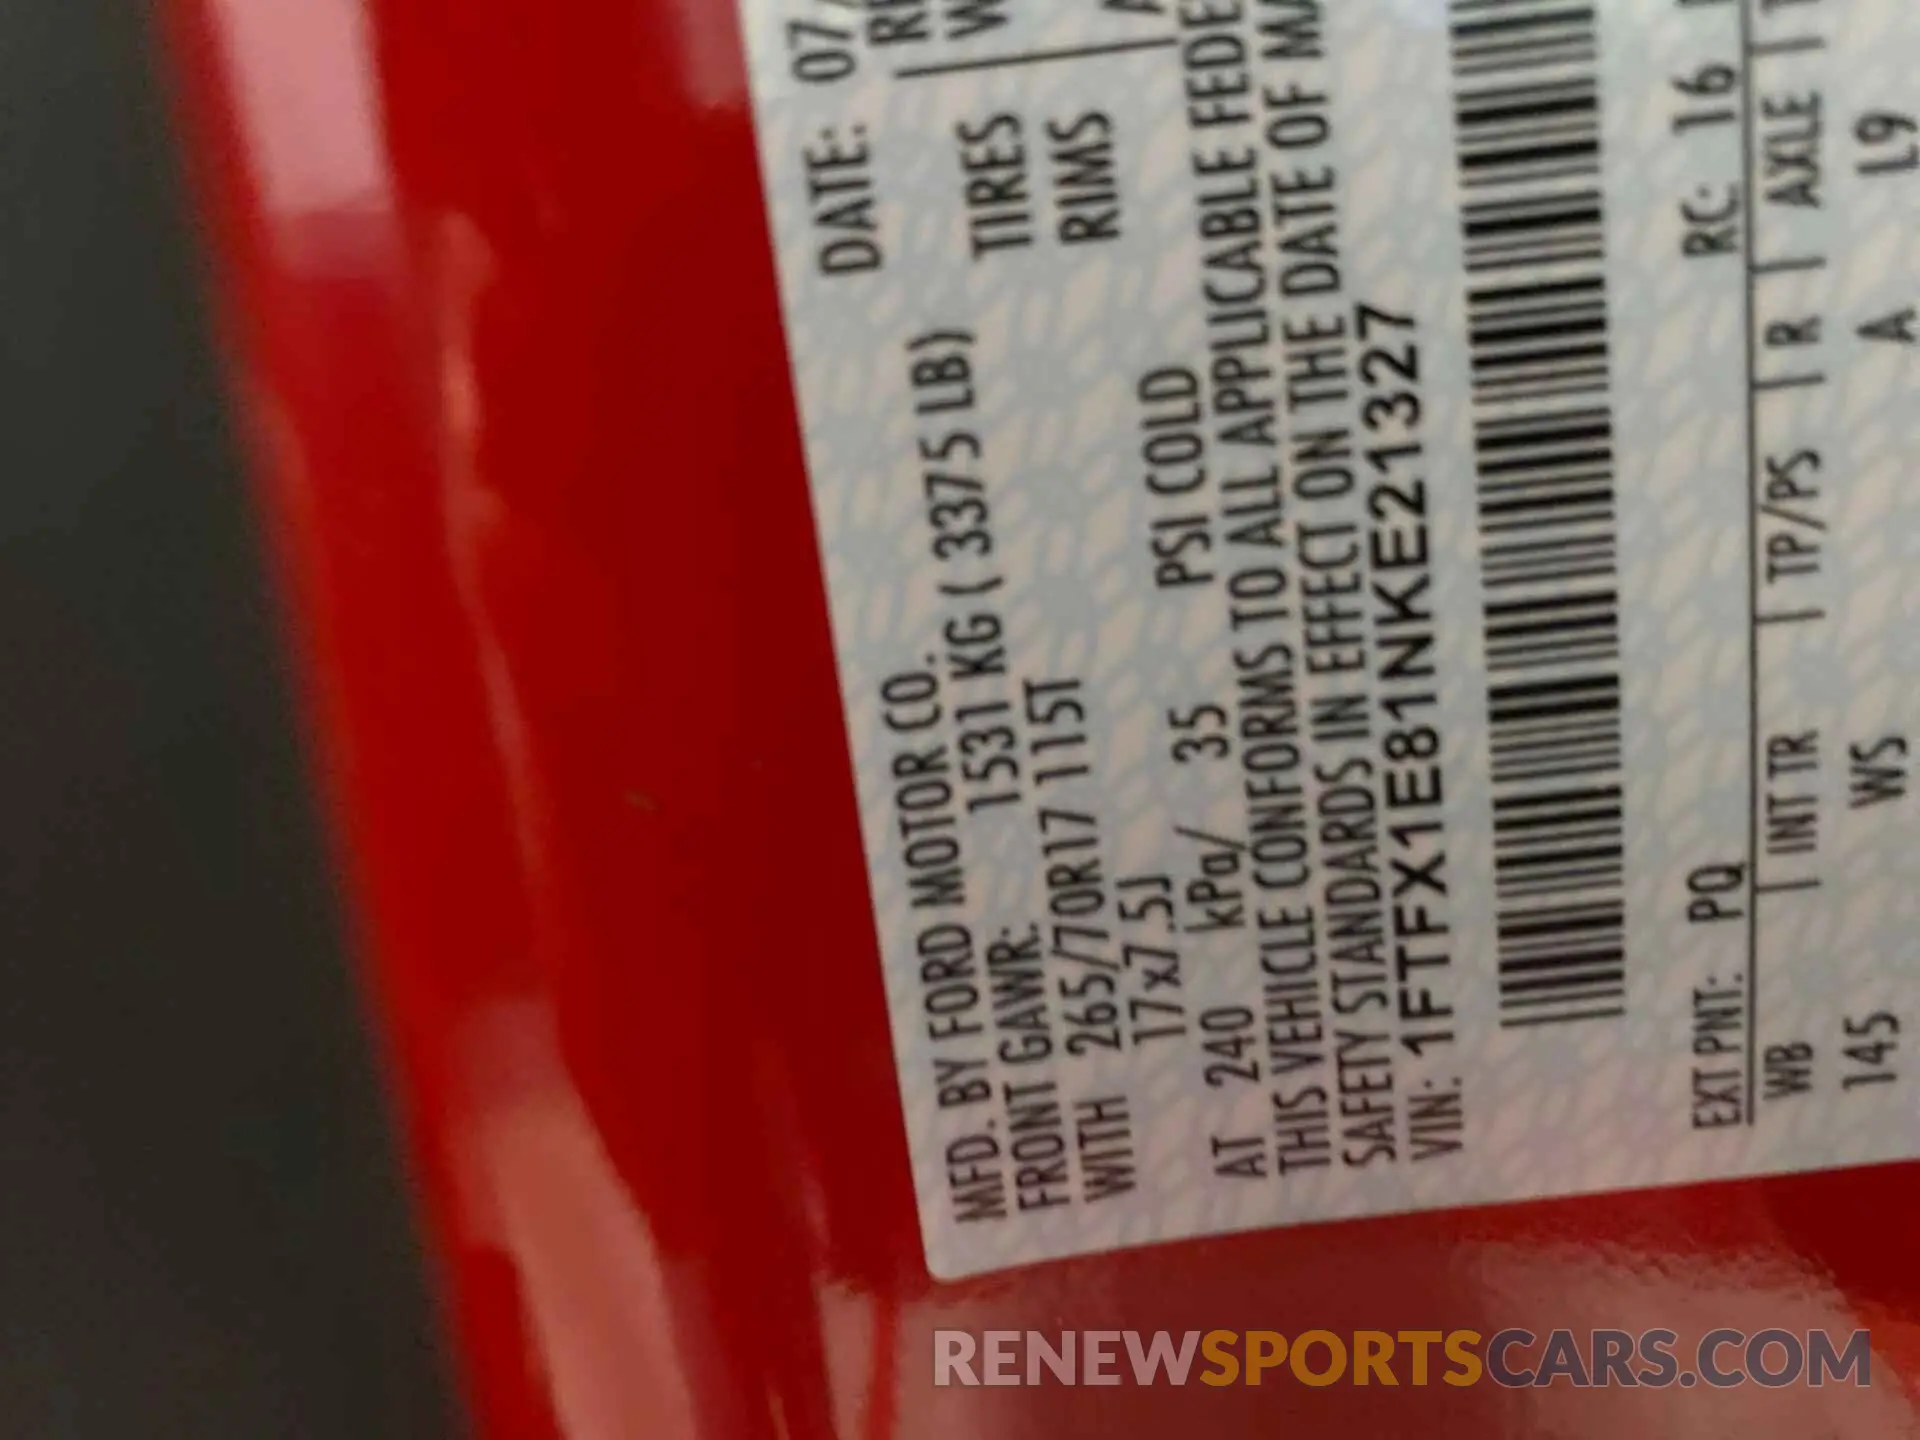 MFD. BY FORD MOTOR CO.
DATE: 07/
FRONT GAWR: 1531 KG ( 3375 LB)
WITH 265/70R17 115T TIRES
17x7.5J RIMS
AT 240 kPa/ 35 PSI COLD
THIS VEHICLE CONFORMS TO ALL APPLICABLE FEDE
SAFETY STANDARDS IN EFFECT ON THE DATE OF MA
VIN: 1FTFX1E81NKE21327
EXT PNT: PQ RC: 16
WB INT TR TP/PS R AXLE
145 WS A L9
RENEWSPORTSCARS.COM